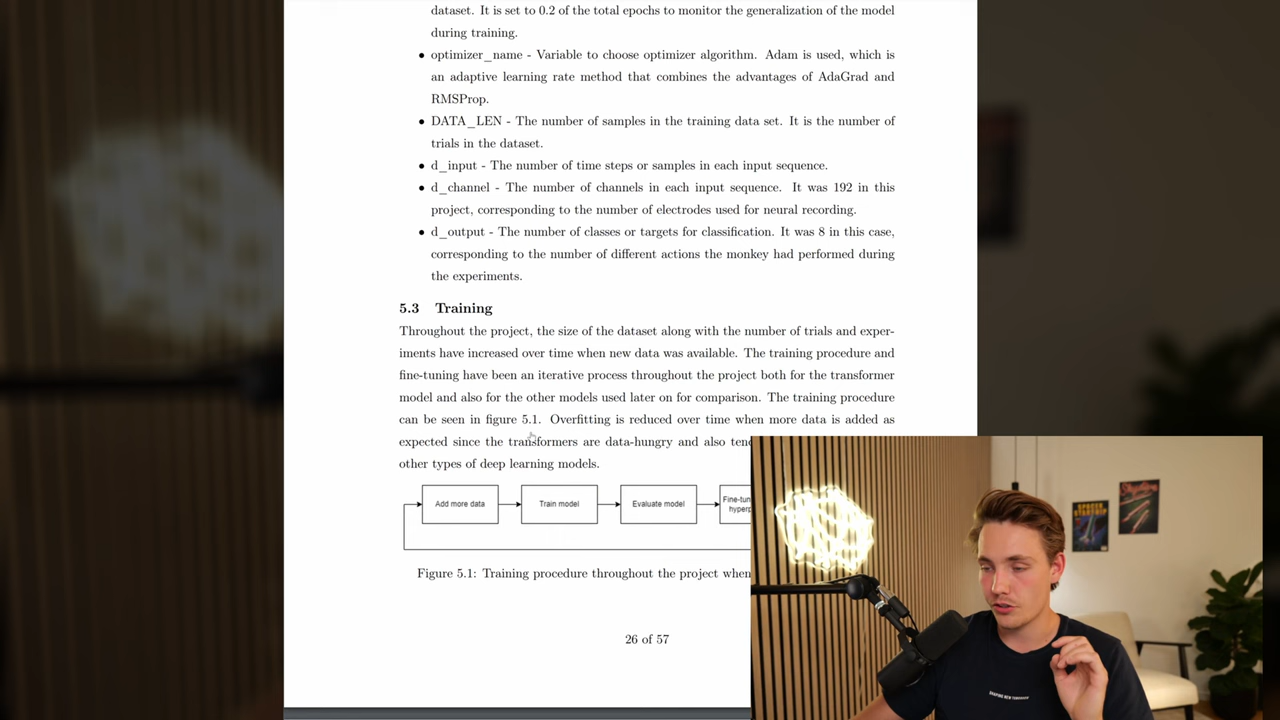 dataset. It is set to 0.2 of the total epochs to monitor the generalization of the model
during training.
• optimizer_name - Variable to choose optimizer algorithm. Adam is used, which is
an adaptive learning rate method that combines the advantages of AdaGrad and
RMSProp.
• DATA_LEN - The number of samples in the training data set. It is the number of
trials in the dataset.
• d_input - The number of time steps or samples in each input sequence.
• d_channel - The number of channels in each input sequence. It was 192 in this
project, corresponding to the number of electrodes used for neural recording.
• d_output - The number of classes or targets for classification. It was 8 in this case,
corresponding to the number of different actions the monkey had performed during
the experiments.
5.3 Training
Throughout the project, the size of the dataset along with the number of trials and exper-
iments have increased over time when new data was available. The training procedure and
fine-tuning have been an iterative process throughout the project both for the transformer
model and also for the other models used later on for comparison. The training procedure
can be seen in figure 5.1. Overfitting is reduced over time when more data is added as
expected since the transformers are data-hungry and also tend
other types of deep learning models.
Add more data
Train model
Evaluate model
Figure 5.1: Training procedure throughout the project when
26 of 57
STARSHIP